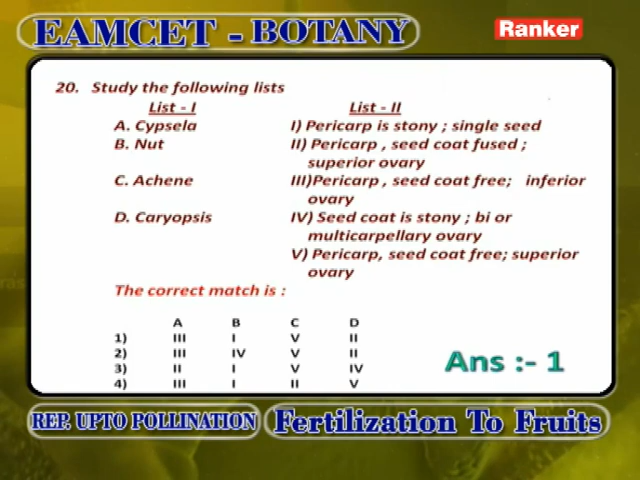 EAMCET - BOTANY
Ranker
20. Study the following lists
List - I List - II
A. Cypsela I) Pericarp is stony ; single seed
B. Nut II) Pericarp , seed coat fused ;
superior ovary
C. Achene III)Pericarp , seed coat free; inferior
ovary
D. Caryopsis IV) Seed coat is stony ; bi or
multicarpellary ovary
V) Pericarp, seed coat free; superior
ovary
The correct match is :
A B C D
1) III I V II
2) III IV V II
3) II I V IV
4) III I II V
Ans :- 1
REP. UPTO POLLINATION
Fertilization To Fruits